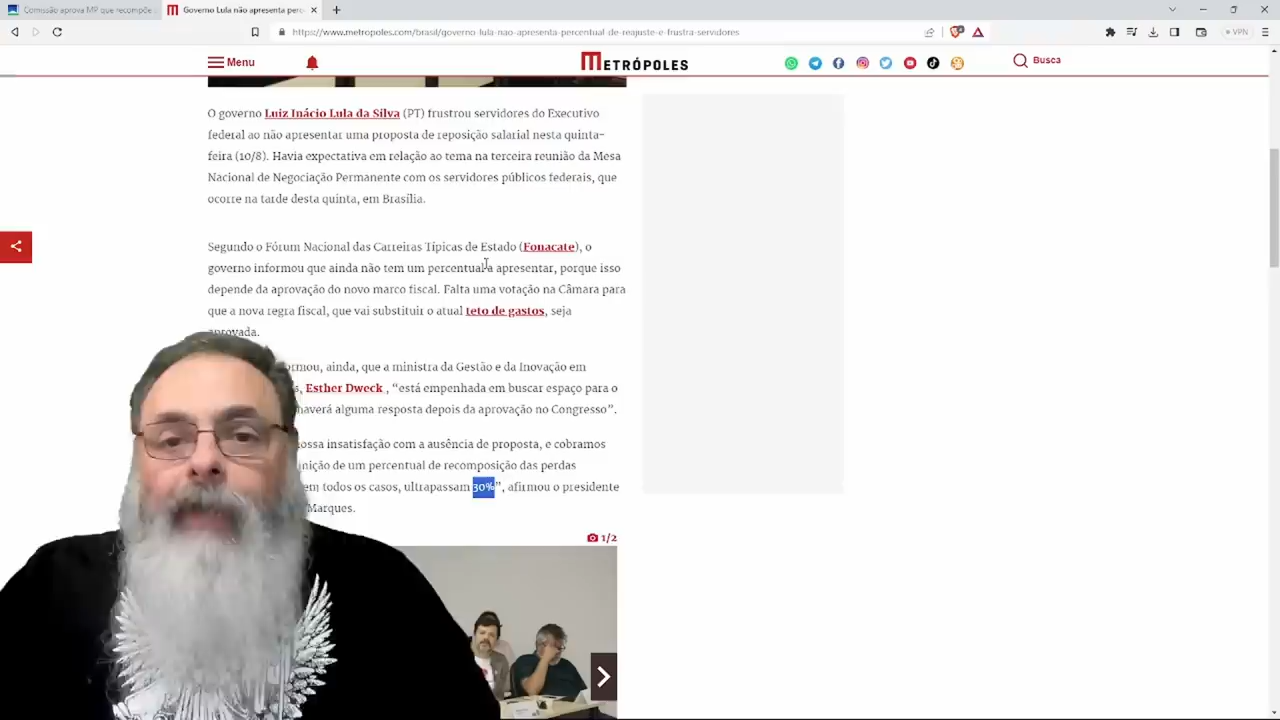 Comissão aprova MP que recompõe
Governo Lula não apresenta perc
https://www.metropoles.com/brasil/governo-lula-nao-apresenta-percentual-de-reajuste-e-frustra-servidores
VPN
Menu
METRÓPOLES
Busca
O governo Luiz Inácio Lula da Silva (PT) frustrou servidores do Executivo
federal ao não apresentar uma proposta de reposição salarial nesta quinta-
feira (10/8). Havia expectativa em relação ao tema na terceira reunião da Mesa
Nacional de Negociação Permanente com os servidores públicos federais, que
ocorre na tarde desta quinta, em Brasília.
Segundo o Fórum Nacional das Carreiras Típicas de Estado (Fonacate), o
governo informou que ainda não tem um percentual a apresentar, porque isso
depende da aprovação do novo marco fiscal. Falta uma votação na Câmara para
que a nova regra fiscal, que vai substituir o atual teto de gastos, seja
aprovada.
ormou, ainda, que a ministra da Gestão e da Inovação em
s, Esther Dweck , “está empenhada em buscar espaço para o
haverá alguma resposta depois da aprovação no Congresso”.
ossa insatisfação com a ausência de proposta, e cobramos
inição de um percentual de recomposição das perdas
em todos os casos, ultrapassam 30%”, afirmou o presidente
Marques.
1/2